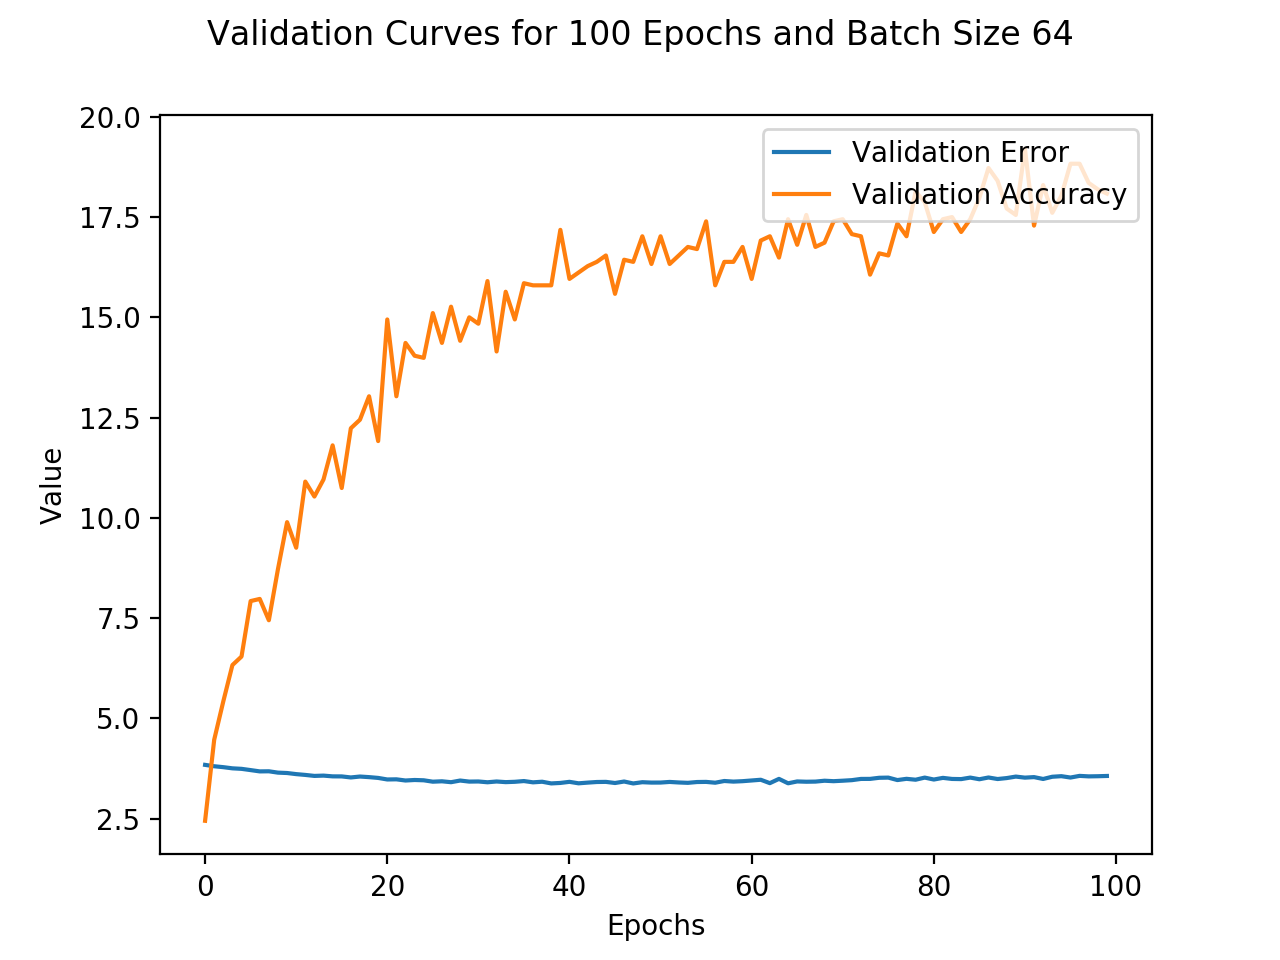 Validation Curves for 100 Epochs and Batch Size 64
20.0
17.5
15.0
12.5
10.0
7.5
5.0
2.5
Value
Validation Error
Validation Accuracy
0 20 40 60 80 100
Epochs